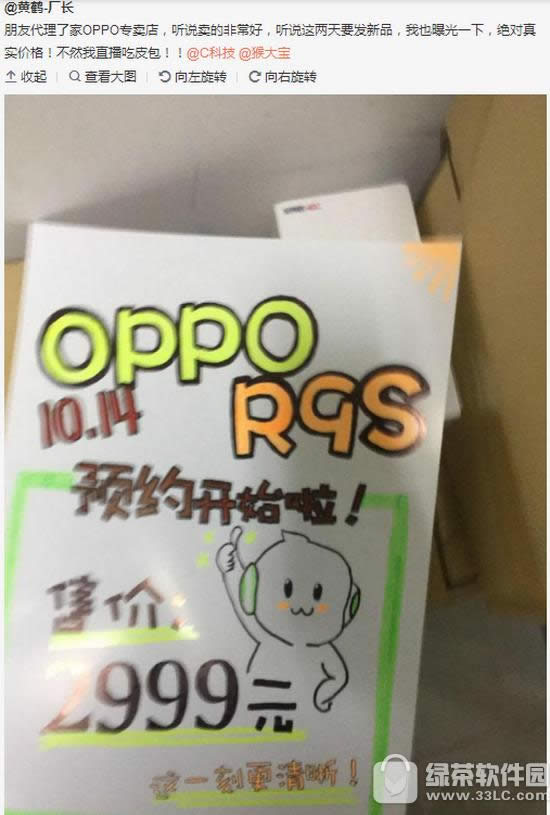 @黄鹤-厂长
朋友代理了家OPPO专卖店，听说卖的非常好，听说这两天要发新品，我也曝光一下，绝对真
实价格！不然我直播吃皮包！！@C科技 @猴大宝
收起 查看大图 向左旋转 向右旋转
OPPO
10.14 R9S
预约开始啦！
售价：
2999元
这一刻更清晰！
绿茶软件园
www.33LC.com